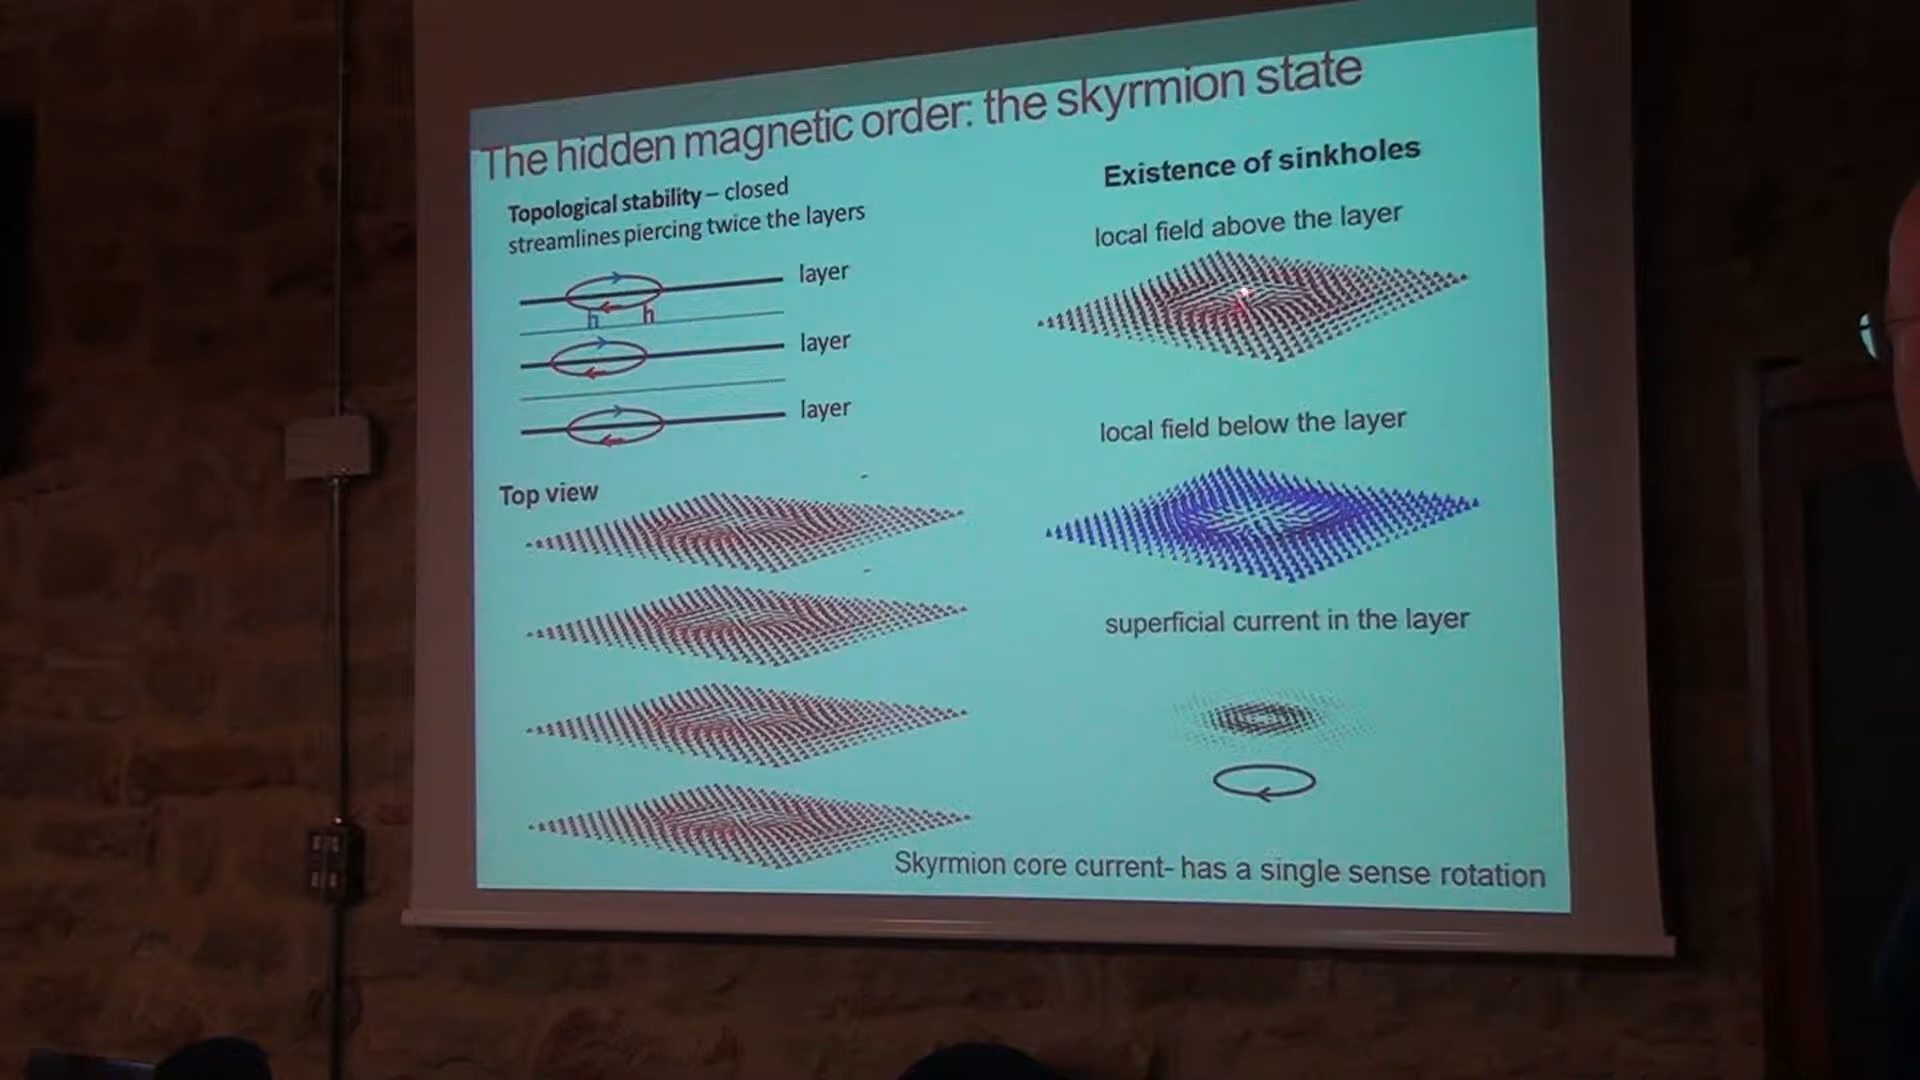 The hidden magnetic order: the skyrmion state
Topological stability – closed
streamlines piercing twice the layers
layer
h h
layer
layer
Top view
Existence of sinkholes
local field above the layer
local field below the layer
superficial current in the layer
Skyrmion core current- has a single sense rotation